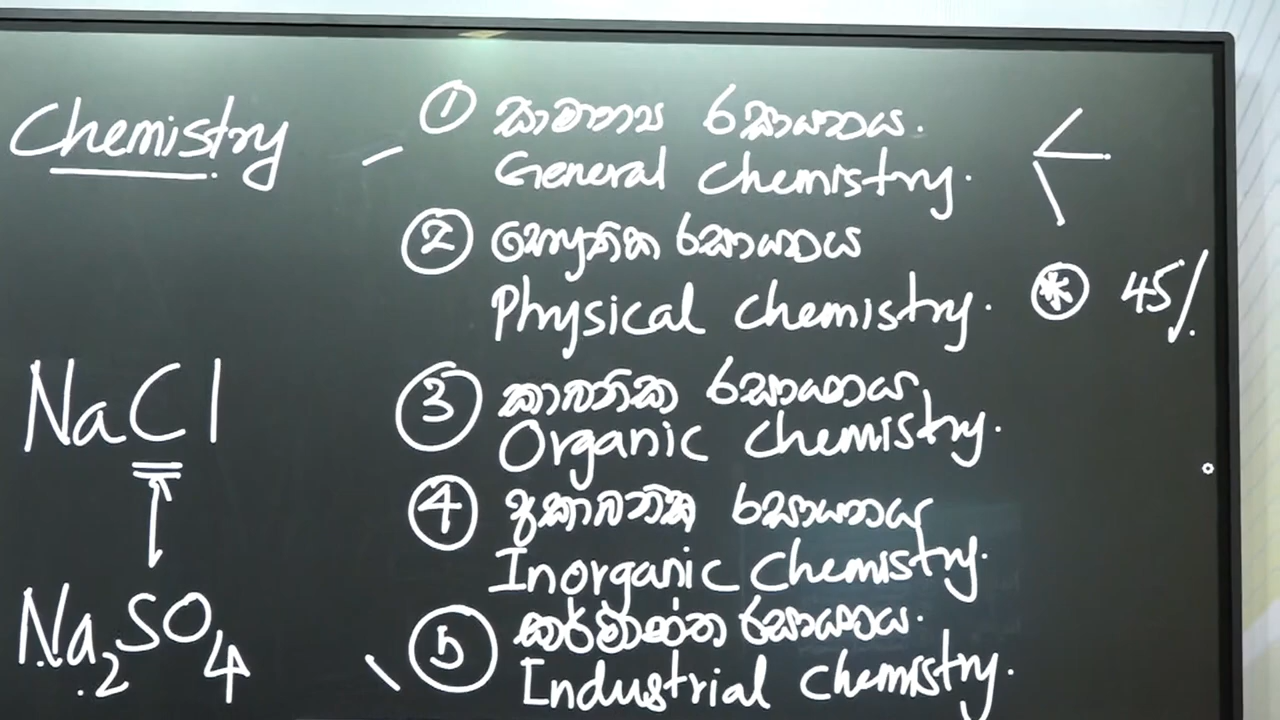 Chemistry
① සාමාන්‍ය රසායනය.
General Chemistry.
② භෞතික රසායනය
Physical Chemistry. 45%
③ කාබනික රසායනය.
Organic Chemistry.
④ අකාබනික රසායනය
Inorganic Chemistry.
⑤ කර්මාන්ත රසායනය.
Industrial Chemistry.
NaCl
Na₂SO₄